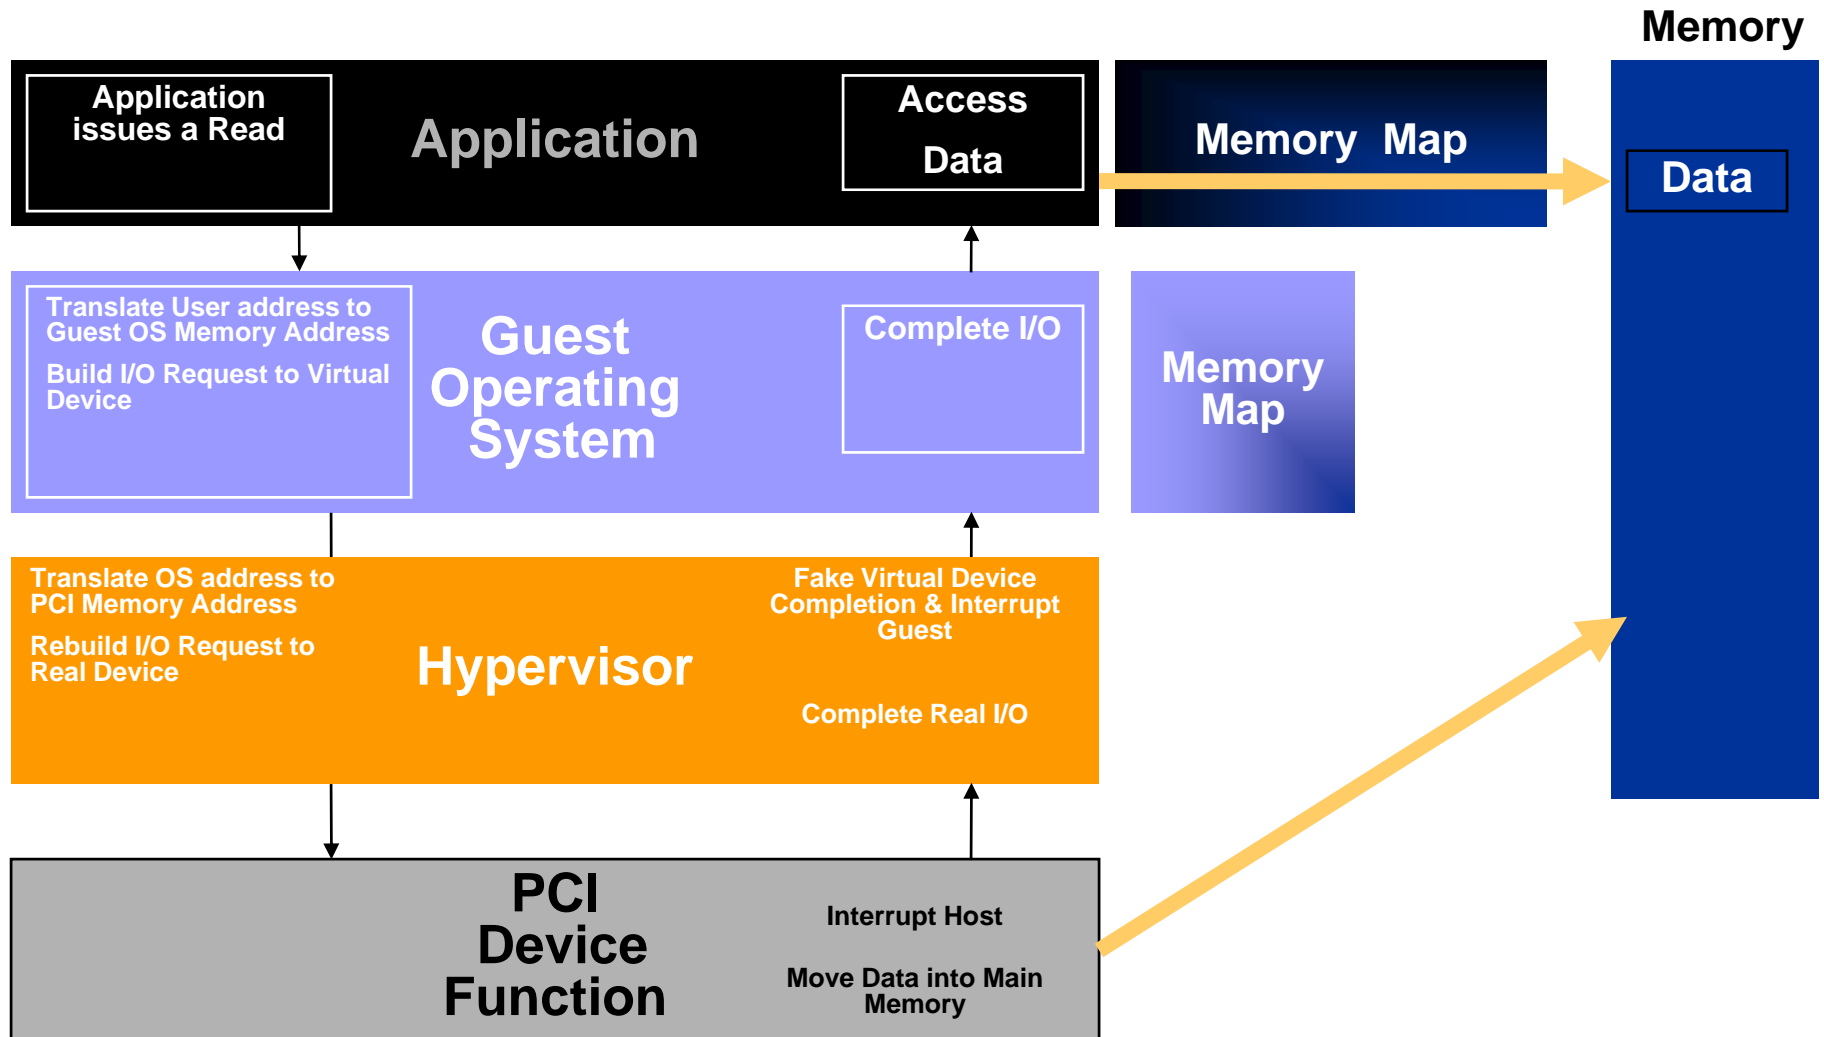 Memory
Application
issues a Read
Application
Access
Data
Memory Map
Data
Translate User address to
Guest OS Memory Address
Build I/O Request to Virtual
Device
Guest
Operating
System
Complete I/O
Memory
Map
Translate OS address to
PCI Memory Address
Rebuild I/O Request to
Real Device
Hypervisor
Fake Virtual Device
Completion & Interrupt
Guest
Complete Real I/O
PCI
Device
Function
Interrupt Host
Move Data into Main
Memory